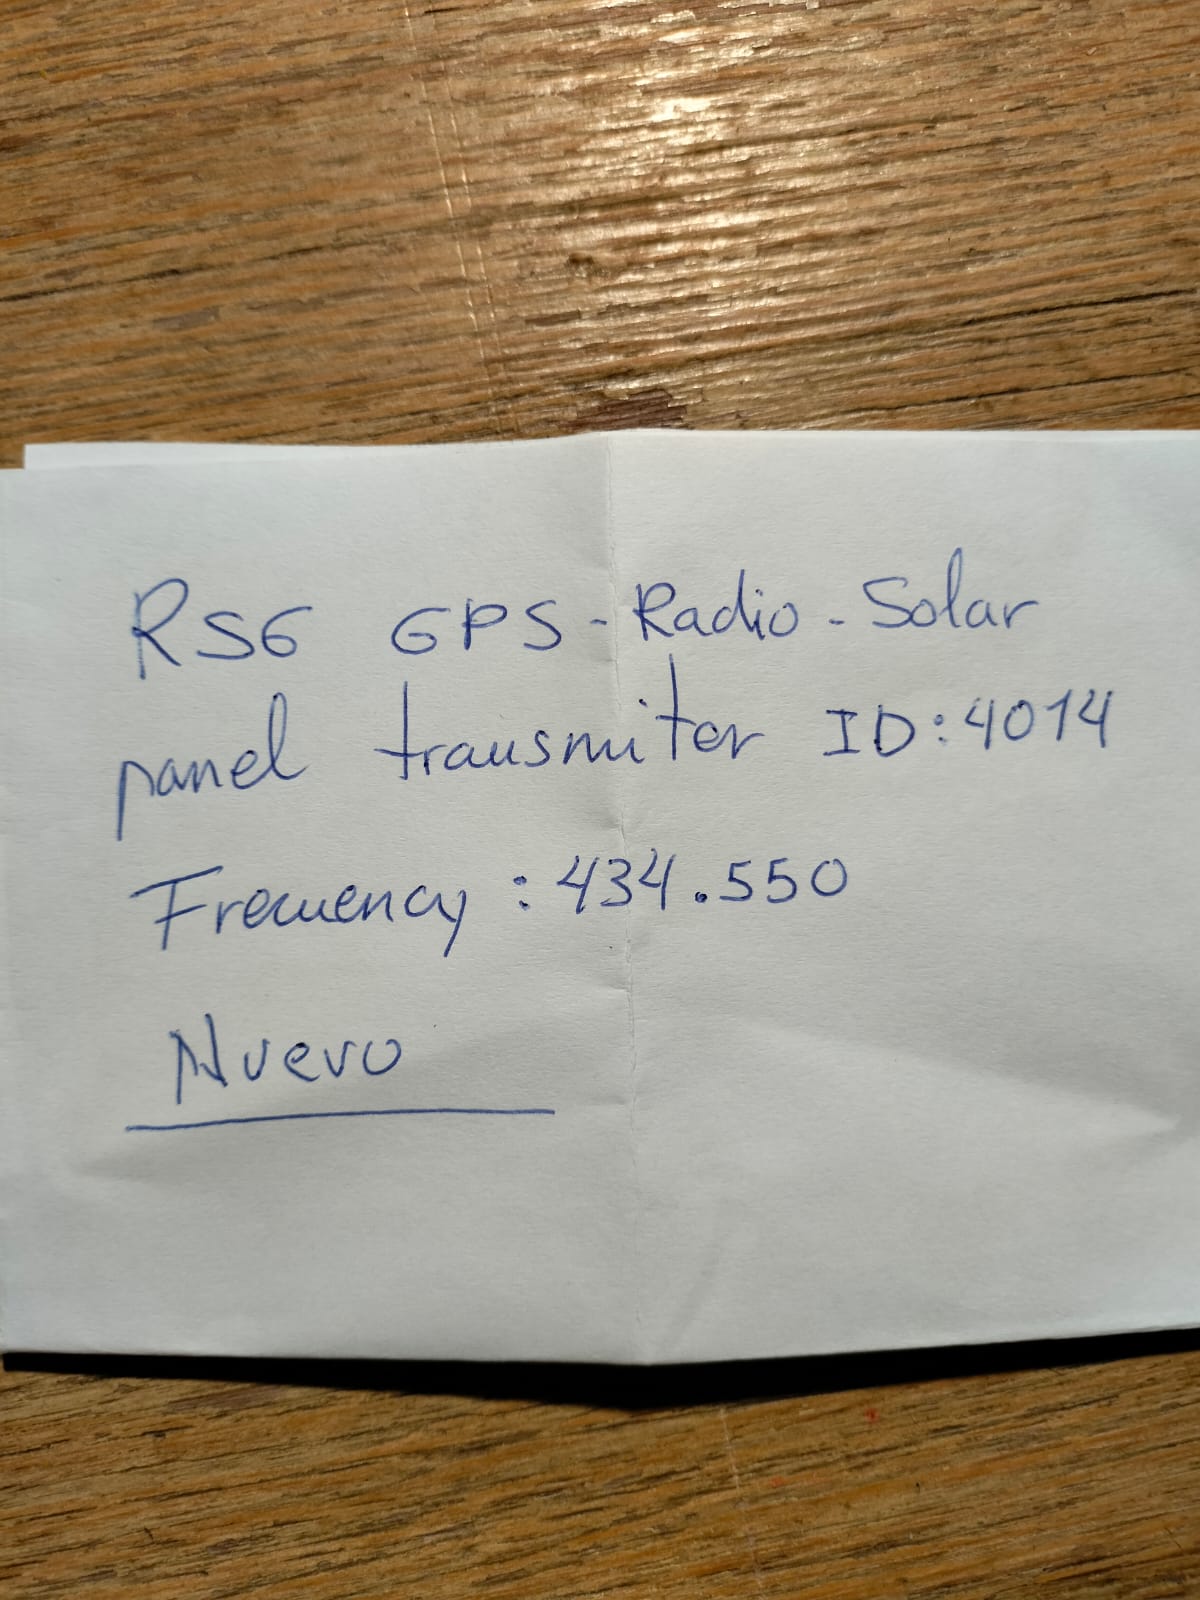 RS6 GPS-Radio-Solar
panel transmiter ID:4014
Frecuency: 434.550
Nuevo